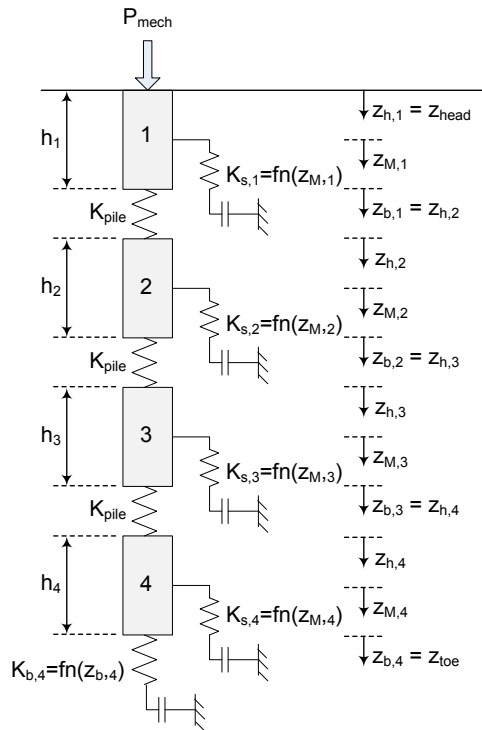 P_mech
z_h,1 = z_head
h_1
1
z_M,1
K_s,1=fn(z_M,1)
z_b,1 = z_h,2
K_pile
z_h,2
h_2
2
z_M,2
K_s,2=fn(z_M,2)
z_b,2 = z_h,3
K_pile
z_h,3
h_3
3
z_M,3
K_s,3=fn(z_M,3)
z_b,3 = z_h,4
K_pile
z_h,4
h_4
4
z_M,4
K_s,4=fn(z_M,4)
z_b,4 = z_toe
K_b,4=fn(z_b,4)